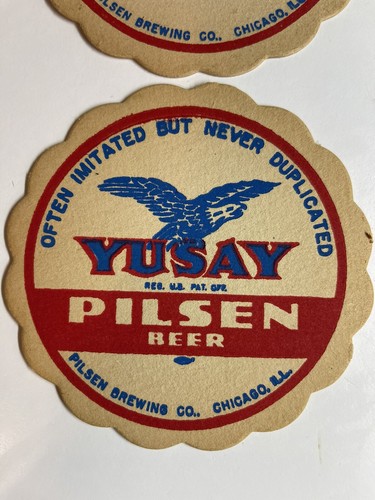 PILSEN BREWING CO., CHICAGO, ILL.
OFTEN IMITATED BUT NEVER DUPLICATED
YUSAY
REG. U.S. PAT. OFF.
PILSEN
BEER
PILSEN BREWING CO., CHICAGO, ILL.